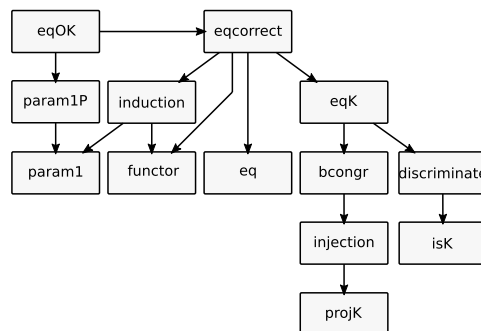 eqOK
eqcorrect
param1P
induction
eqK
param1
functor
eq
bcongr
discriminate
injection
isK
projK